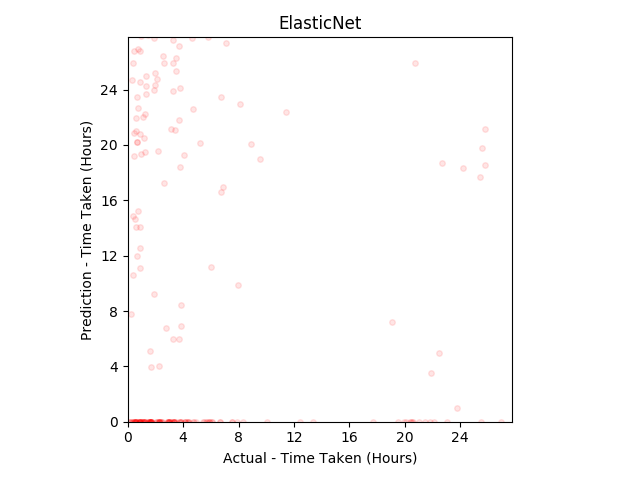 ElasticNet
Prediction - Time Taken (Hours)
24
20
16
12
8
4
0
0 4 8 12 16 20 24
Actual - Time Taken (Hours)